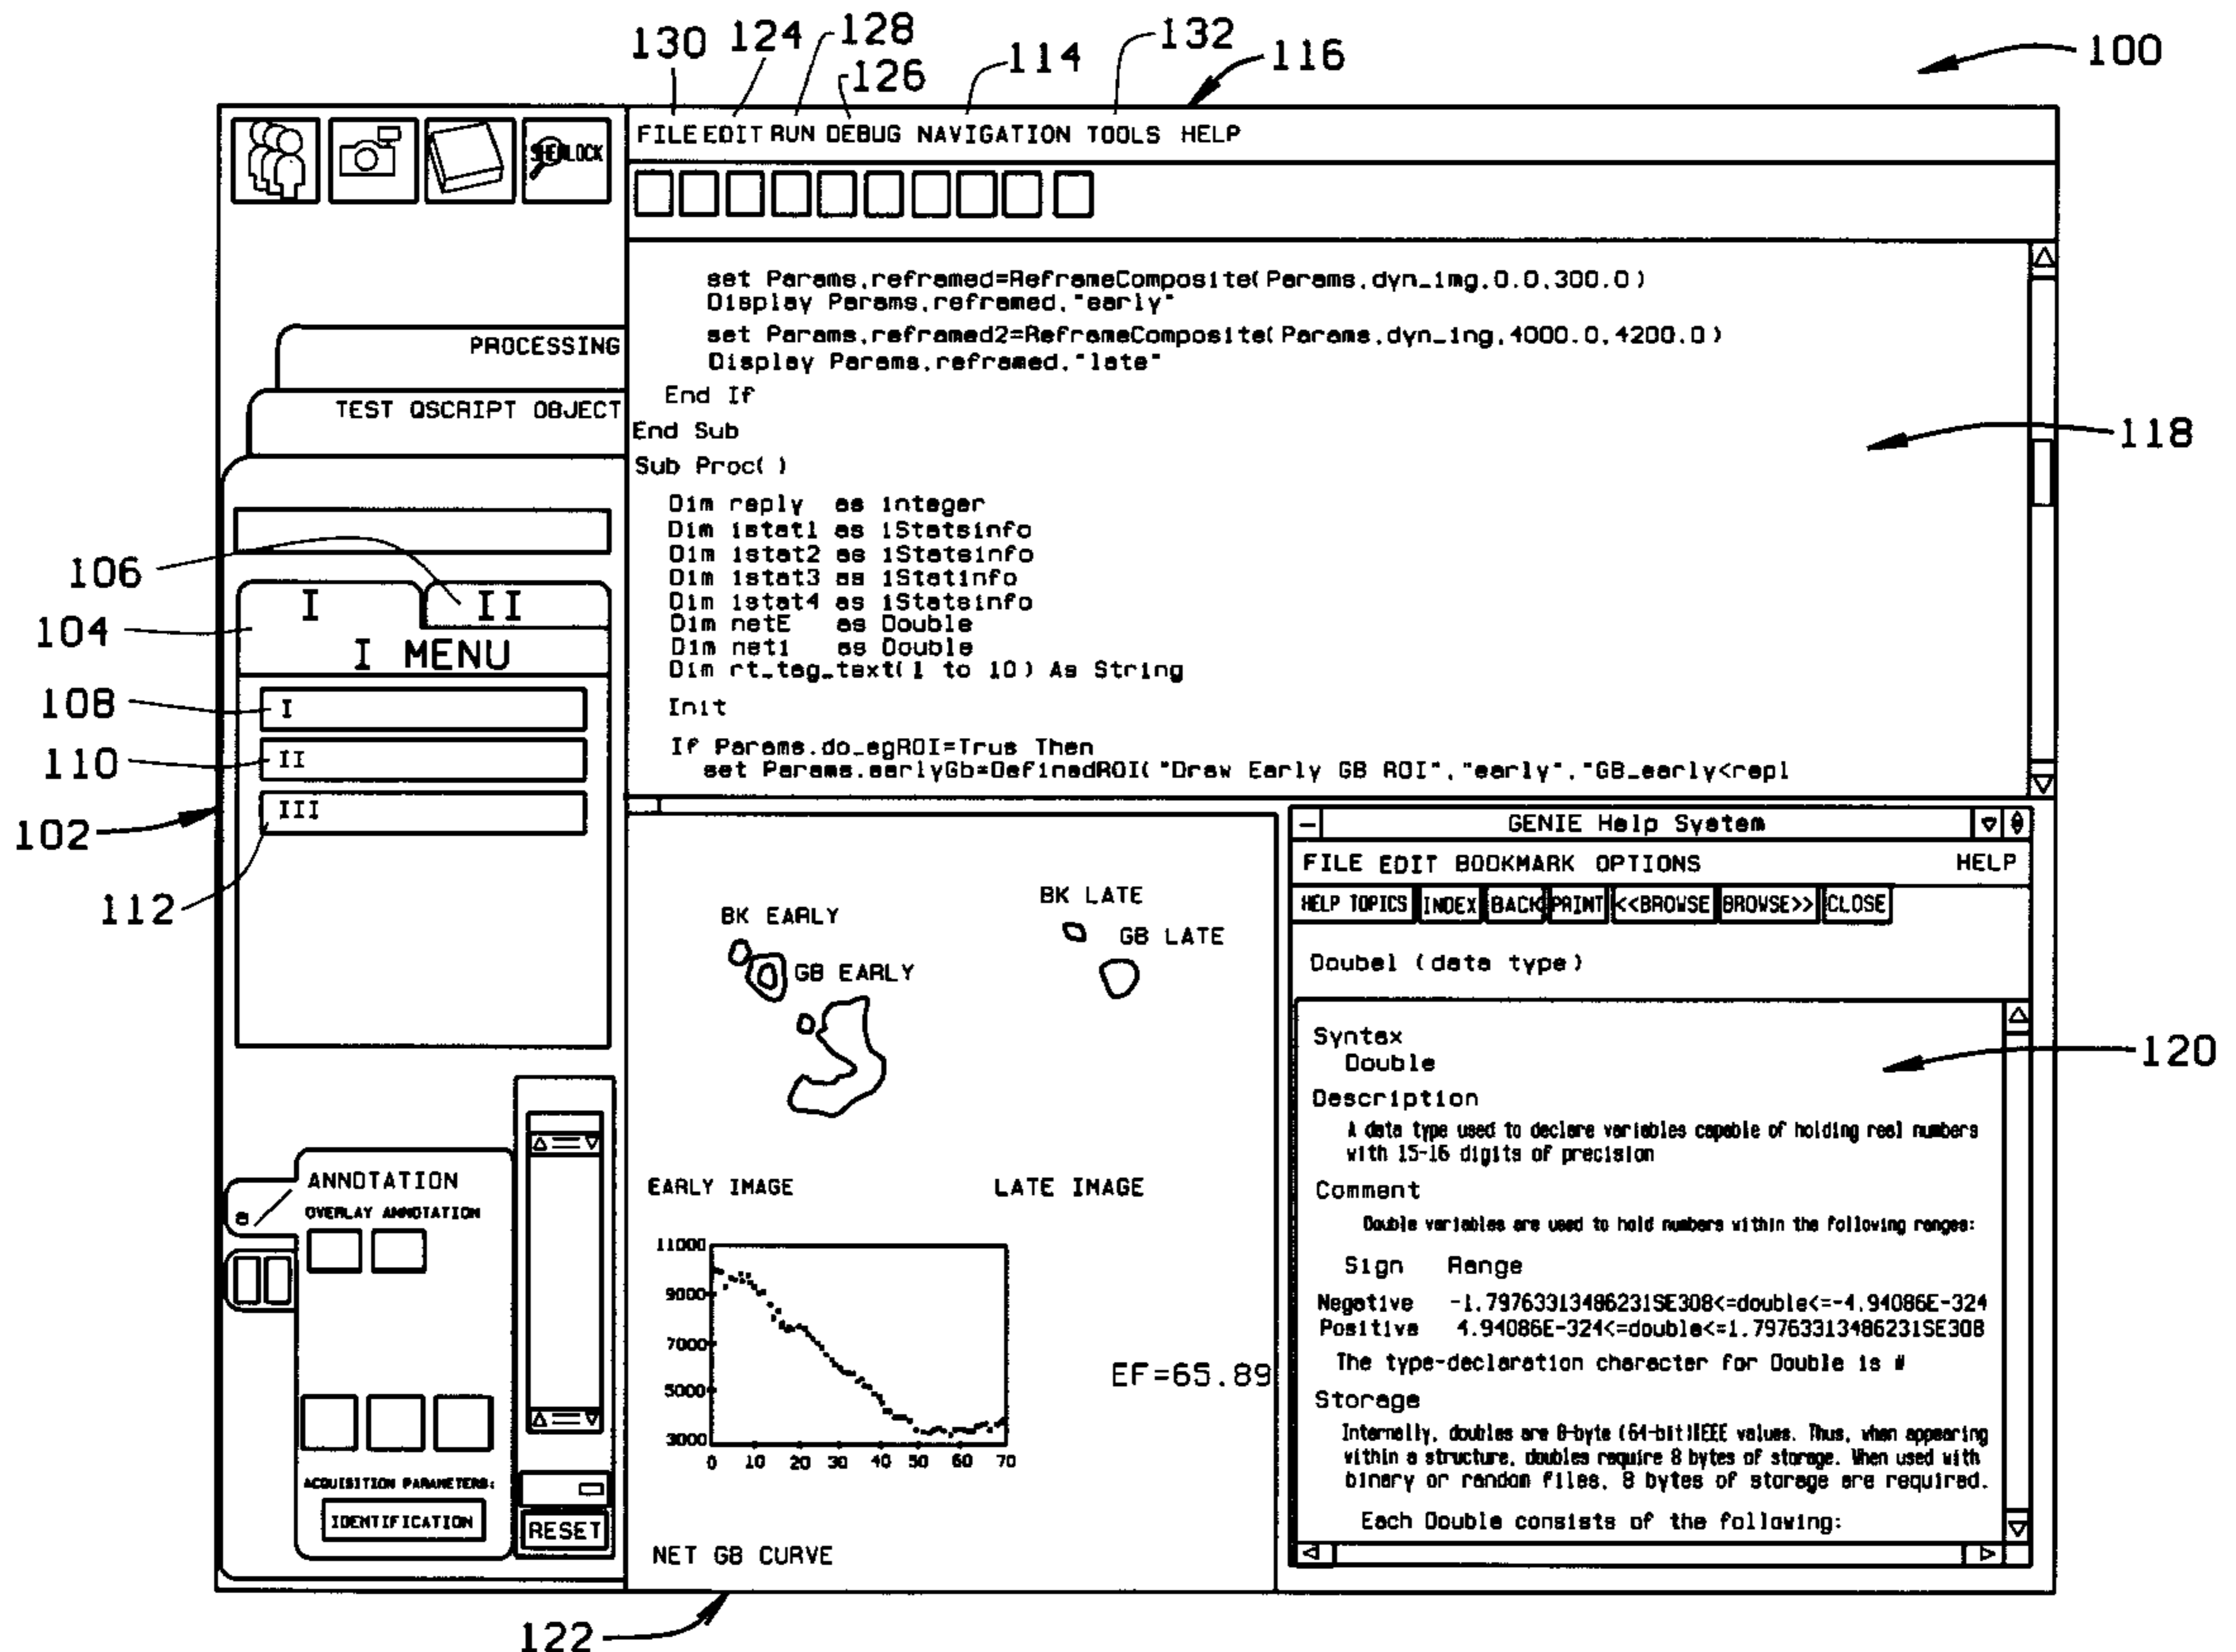 130 124 128 126 114 132 116 100
SHERLOCK
FILE EDIT RUN DEBUG NAVIGATION TOOLS HELP
set Params.reframed=ReframeComposite(Params.dyn_img,0.0,300.0)
Display Params.reframed,"early"
set Params.reframed2=ReframeComposite(Params.dyn_ing,4000.0,4200.0)
Display Params.reframed,"late"
End If
End Sub
Sub Proc()
Dim reply as integer
Dim istat1 as iStatsinfo
Dim istat2 as iStatsinfo
Dim istat3 as iStatinfo
Dim istat4 as iStatsinfo
Dim netE as Double
Dim neti as Double
Dim rt_tag_text(1 to 10) As String
Init
If Params.do_egROI=True Then
set Params.earlyGb=DefinedROI("Draw Early GB ROI","early","GB_early<repl
118
PROCESSING
TEST QSCRIPT OBJECT
106
104
I II
I MENU
108
I
110
II
102
III
112
BK EARLY
GB EARLY
BK LATE
GB LATE
EARLY IMAGE LATE IMAGE
11000
9000
7000
5000
3000
0 10 20 30 40 50 60 70
EF=65.89
NET GB CURVE
122
GENIE Help System
FILE EDIT BOOKMARK OPTIONS HELP
HELP TOPICS INDEX BACK PRINT <<BROWSE BROWSE>> CLOSE
Doubel (data type)
Syntax
Double
120
Description
A data type used to declare variables capable of holding real numbers
with 15-16 digits of precision
Comment
Double variables are used to hold numbers within the following ranges:
Sign Range
Negative -1.79763313486231SE308<=double<=-4.94086E-324
Positive 4.94086E-324<=double<=1.79763313486231SE308
The type-declaration character for Double is #
Storage
Internally, doubles are 8-byte (64-bit)IEEE values. Thus, when appearing
within a structure, doubles require 8 bytes of storage. When used with
binary or random files, 8 bytes of storage are required.
Each Double consists of the following:
ANNOTATION
a
OVERLAY ANNOTATION
ACQUISITION PARAMETERS:
IDENTIFICATION
RESET